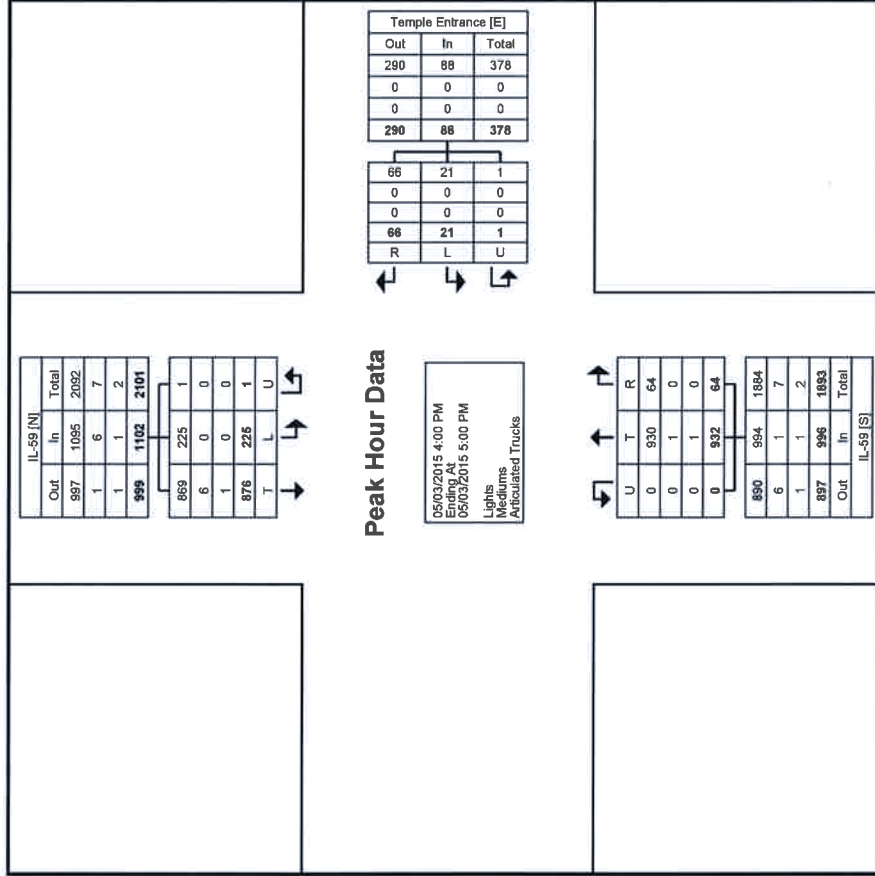 Temple Entrance [E]
Out In Total
290 88 378
0 0 0
0 0 0
290 88 378
66 21 1
0 0 0
0 0 0
66 21 1
R L U
IL-59 [N]
Out In Total
997 1095 2092
1 6 7
1 1 2
999 1102 2101
869 225 1
6 0 0
1 0 0
876 225 1
T L U
Peak Hour Data
05/03/2015 4:00 PM
Ending At
05/03/2015 5:00 PM
Lights
Mediums
Articulated Trucks
U T R
0 930 64
0 1 0
0 1 0
0 932 64
890 994 1884
6 1 7
1 1 2
897 996 1893
Out In Total
IL-59 [S]